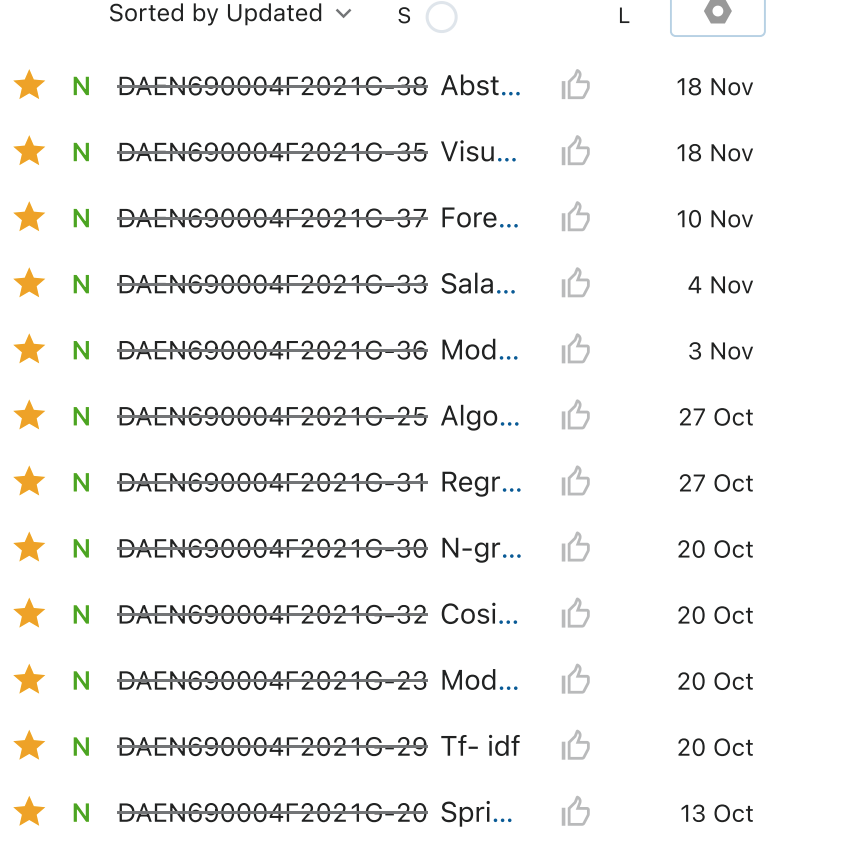 Sorted by Updated S L
N DAEN690004F2021G-38 Abst... 18 Nov
N DAEN690004F2021G-35 Visu... 18 Nov
N DAEN690004F2021G-37 Fore... 10 Nov
N DAEN690004F2021G-33 Sala... 4 Nov
N DAEN690004F2021G-36 Mod... 3 Nov
N DAEN690004F2021G-25 Algo... 27 Oct
N DAEN690004F2021G-31 Regr... 27 Oct
N DAEN690004F2021G-30 N-gr... 20 Oct
N DAEN690004F2021G-32 Cosi... 20 Oct
N DAEN690004F2021G-23 Mod... 20 Oct
N DAEN690004F2021G-29 Tf- idf 20 Oct
N DAEN690004F2021G-20 Spri... 13 Oct